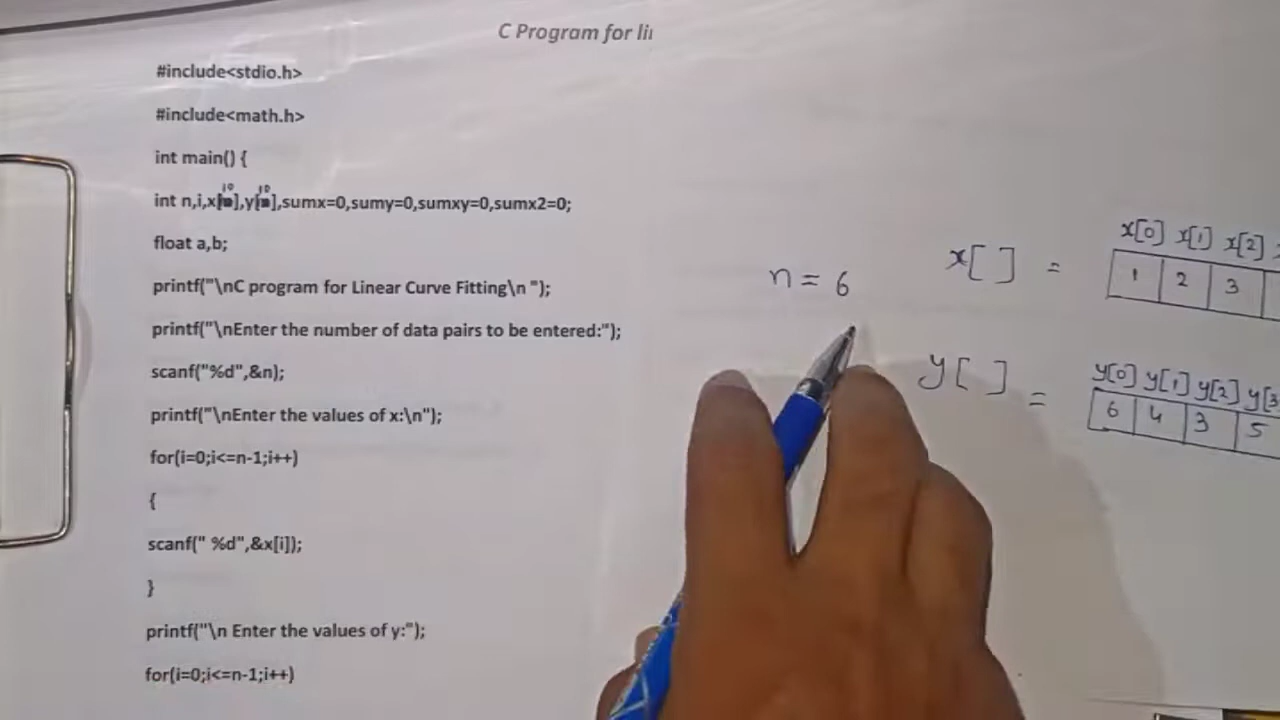 C Program for
#include<stdio.h>
#include<math.h>
int main() {
int n,i,x[10],y[10],sumx=0,sumy=0,sumxy=0,sumx2=0;
float a,b;
printf("\nC program for Linear Curve Fitting\n ");
printf("\nEnter the number of data pairs to be entered:");
scanf("%d",&n);
printf("\nEnter the values of x:\n");
for(i=0;i<=n-1;i++)
{
scanf(" %d",&x[i]);
}
printf("\n Enter the values of y:");
for(i=0;i<=n-1;i++)
n = 6
x[ ] =
x[0] x[1] x[2]
1 2 3
y[ ] =
y[0] y[1] y[2] y[3
6 4 3 5